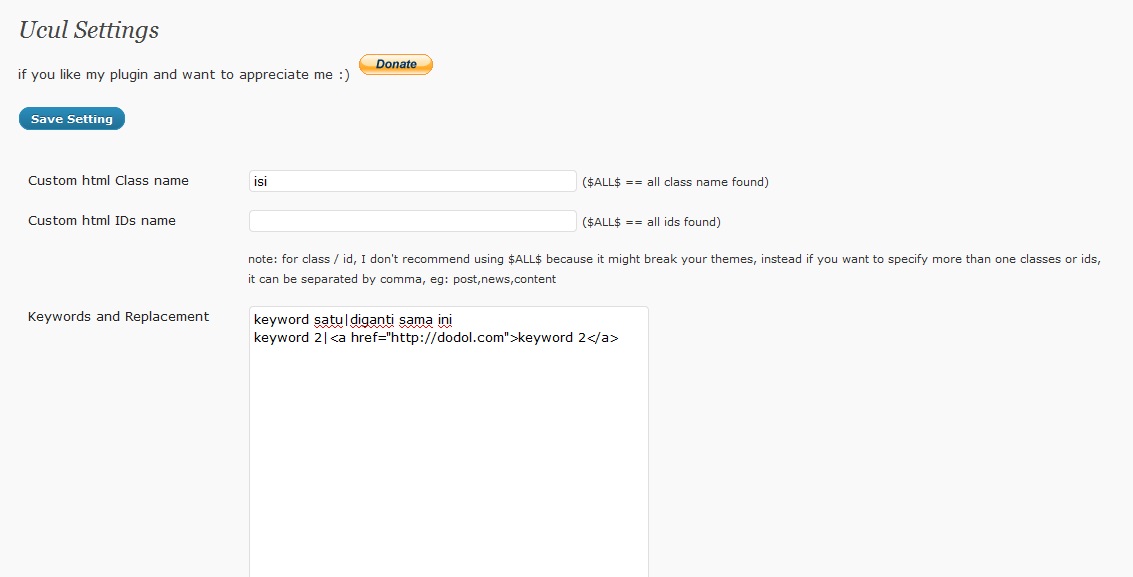 Ucul Settings
if you like my plugin and want to appreciate me :) Donate
Save Setting
Custom html Class name isi ($ALL$ == all class name found)
Custom html IDs name ($ALL$ == all ids found)
note: for class / id, I don't recommend using $ALL$ because it might break your themes, instead if you want to specify more than one classes or ids,
it can be separated by comma, eg: post,news,content
Keywords and Replacement keyword satu|diganti sama ini
keyword 2|<a href="http://dodol.com">keyword 2</a>